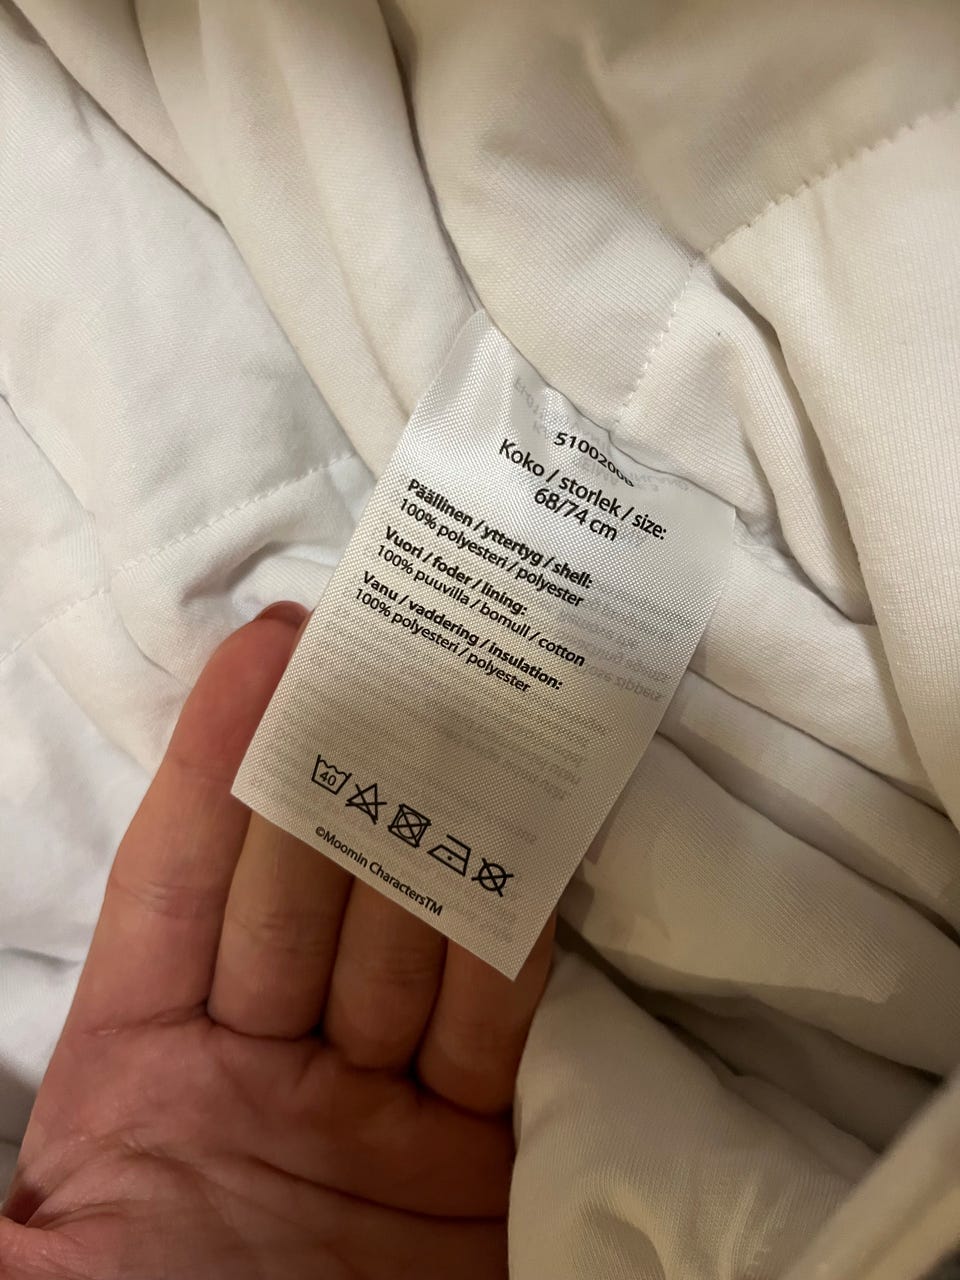 Koko / storlek / size:
68/74 cm
Päällinen / yttertyg / shell:
100% polyesteri / polyester
Vuori / foder / lining:
100% puuvilla / bomull / cotton
Vanu / vaddering / insulation:
100% polyesteri / polyester
40
©Moomin CharactersTM